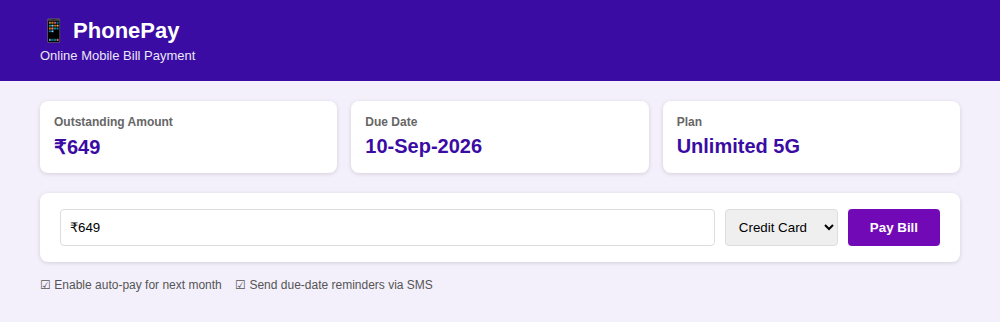 📱 PhonePay
Online Mobile Bill Payment
Outstanding Amount
₹649
Due Date
10-Sep-2026
Plan
Unlimited 5G
₹649
Credit Card
Pay Bill
☑ Enable auto-pay for next month ☑ Send due-date reminders via SMS